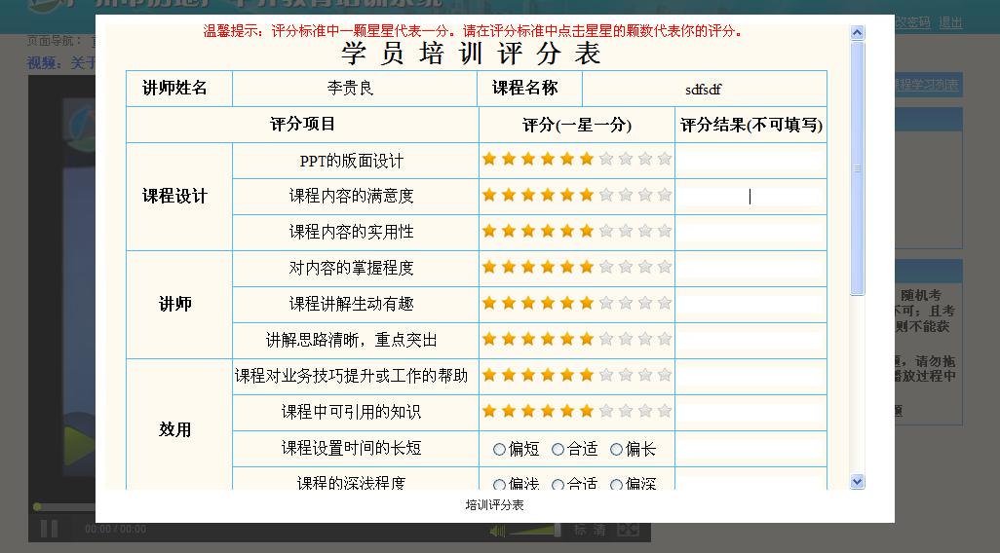 温馨提示：评分标准中一颗星星代表一分。请在评分标准中点击星星的颗数代表你的评分。
学员培训评分表
讲师姓名 李贵良 课程名称 sdfsdf
评分项目 评分(一星一分) 评分结果(不可填写)
课程设计
PPT的版面设计
课程内容的满意度
课程内容的实用性
讲师
对内容的掌握程度
课程讲解生动有趣
讲解思路清晰，重点突出
效用
课程对业务技巧提升或工作的帮助
课程中可引用的知识
课程设置时间的长短 偏短 合适 偏长
课程的深浅程度 偏浅 合适 偏深
培训评分表
改密码 退出
页面导航：
视频：关于
课程学习列表
随机考
不可；且考
则不能获
，请勿拖
播放过程中
00:00 / 00:00
标 清